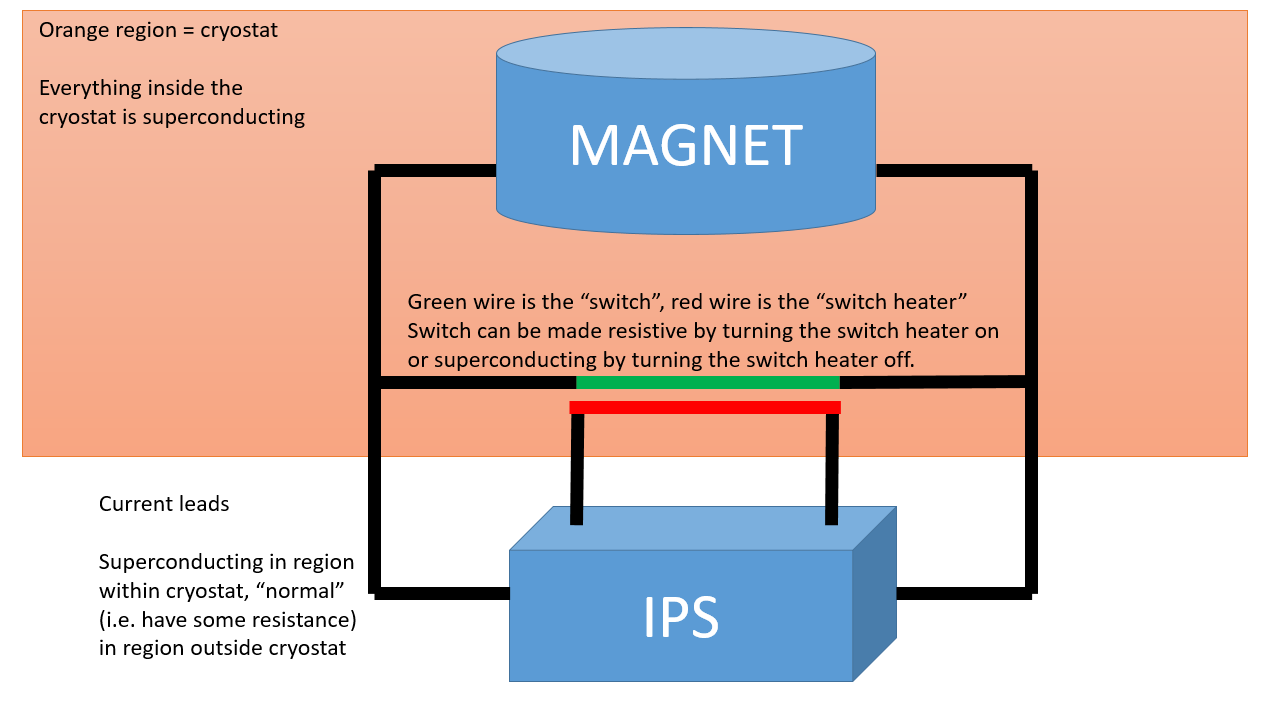 Orange region = cryostat
Everything inside the
cryostat is superconducting
MAGNET
Green wire is the “switch”, red wire is the “switch heater”
Switch can be made resistive by turning the switch heater on
or superconducting by turning the switch heater off.
Current leads
Superconducting in region
within cryostat, “normal”
(i.e. have some resistance)
in region outside cryostat
IPS